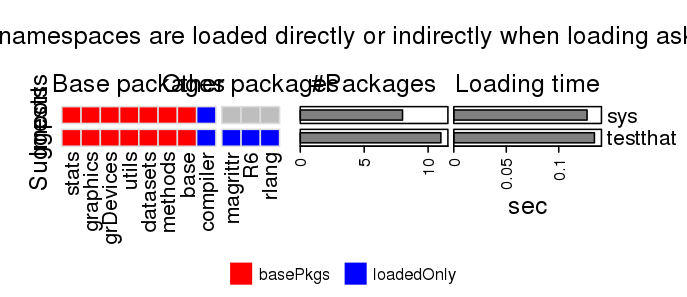 namespaces are loaded directly or indirectly when loading ask
Base packages
Other packages
#Packages
Loading time
Imports
Suggests
sys
testthat
stats
graphics
grDevices
utils
datasets
methods
base
compiler
magrittr
R6
rlang
0
5
10
0
0.05
0.1
sec
basePkgs
loadedOnly